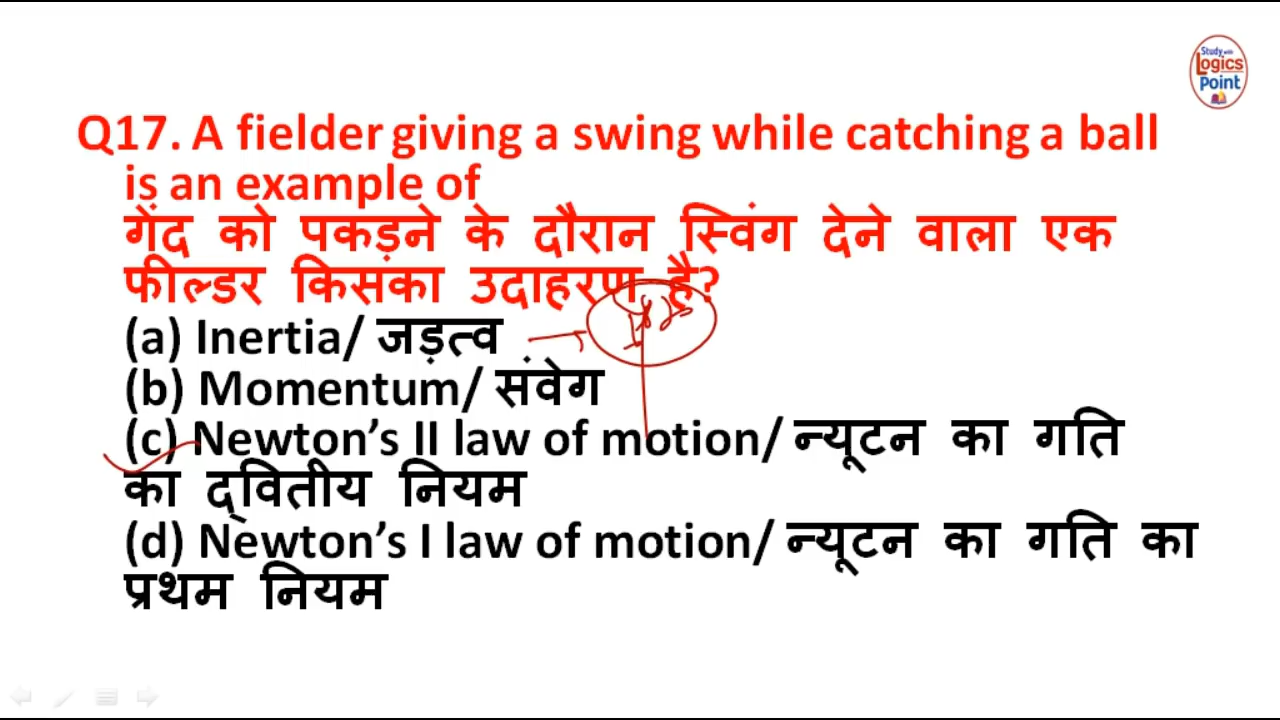 Study with
Logics
Point
Q17. A fielder giving a swing while catching a ball
is an example of
गेंद को पकड़ने के दौरान स्विंग देने वाला एक
फील्डर किसका उदाहरण है?
(a) Inertia/ जड़त्व
(b) Momentum/ संवेग
(c) Newton’s II law of motion/ न्यूटन का गति
का द्वितीय नियम
(d) Newton’s I law of motion/ न्यूटन का गति का
प्रथम नियम